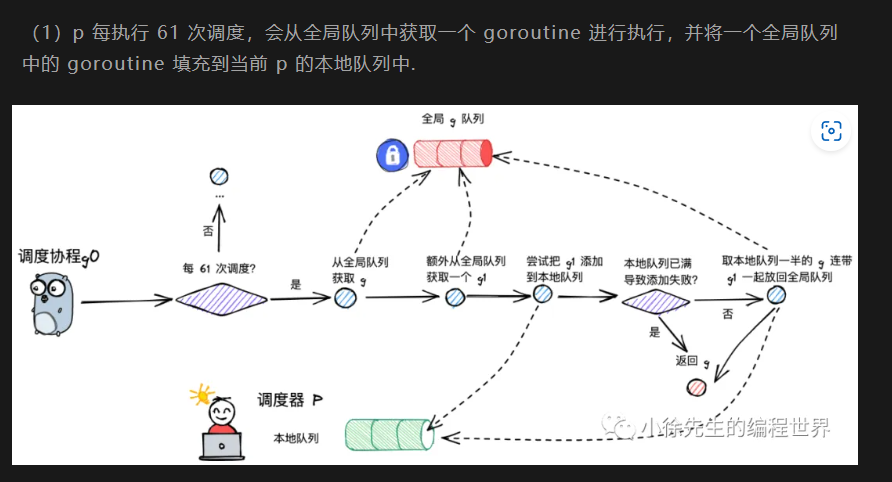 （1）p 每执行 61 次调度，会从全局队列中获取一个 goroutine 进行执行，并将一个全局队列
中的 goroutine 填充到当前 p 的本地队列中.
全局 g 队列
...
否
调度协程g0
每 61 次调度?
是
从全局队列
获取 g
额外从全局队列
获取一个 g1
尝试把 g1 添加
到本地队列
本地队列已满
导致添加失败?
取本地队列一半的 g 连带
g1 一起放回全局队列
否
是
返回 g
调度器 P
本地队列
小徐先生的编程世界